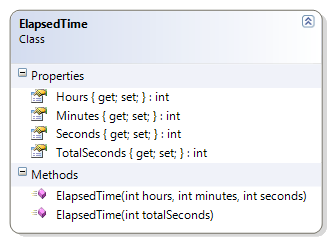 ElapsedTime
Class
Properties
Hours { get; set; } : int
Minutes { get; set; } : int
Seconds { get; set; } : int
TotalSeconds { get; set; } : int
Methods
ElapsedTime(int hours, int minutes, int seconds)
ElapsedTime(int totalSeconds)